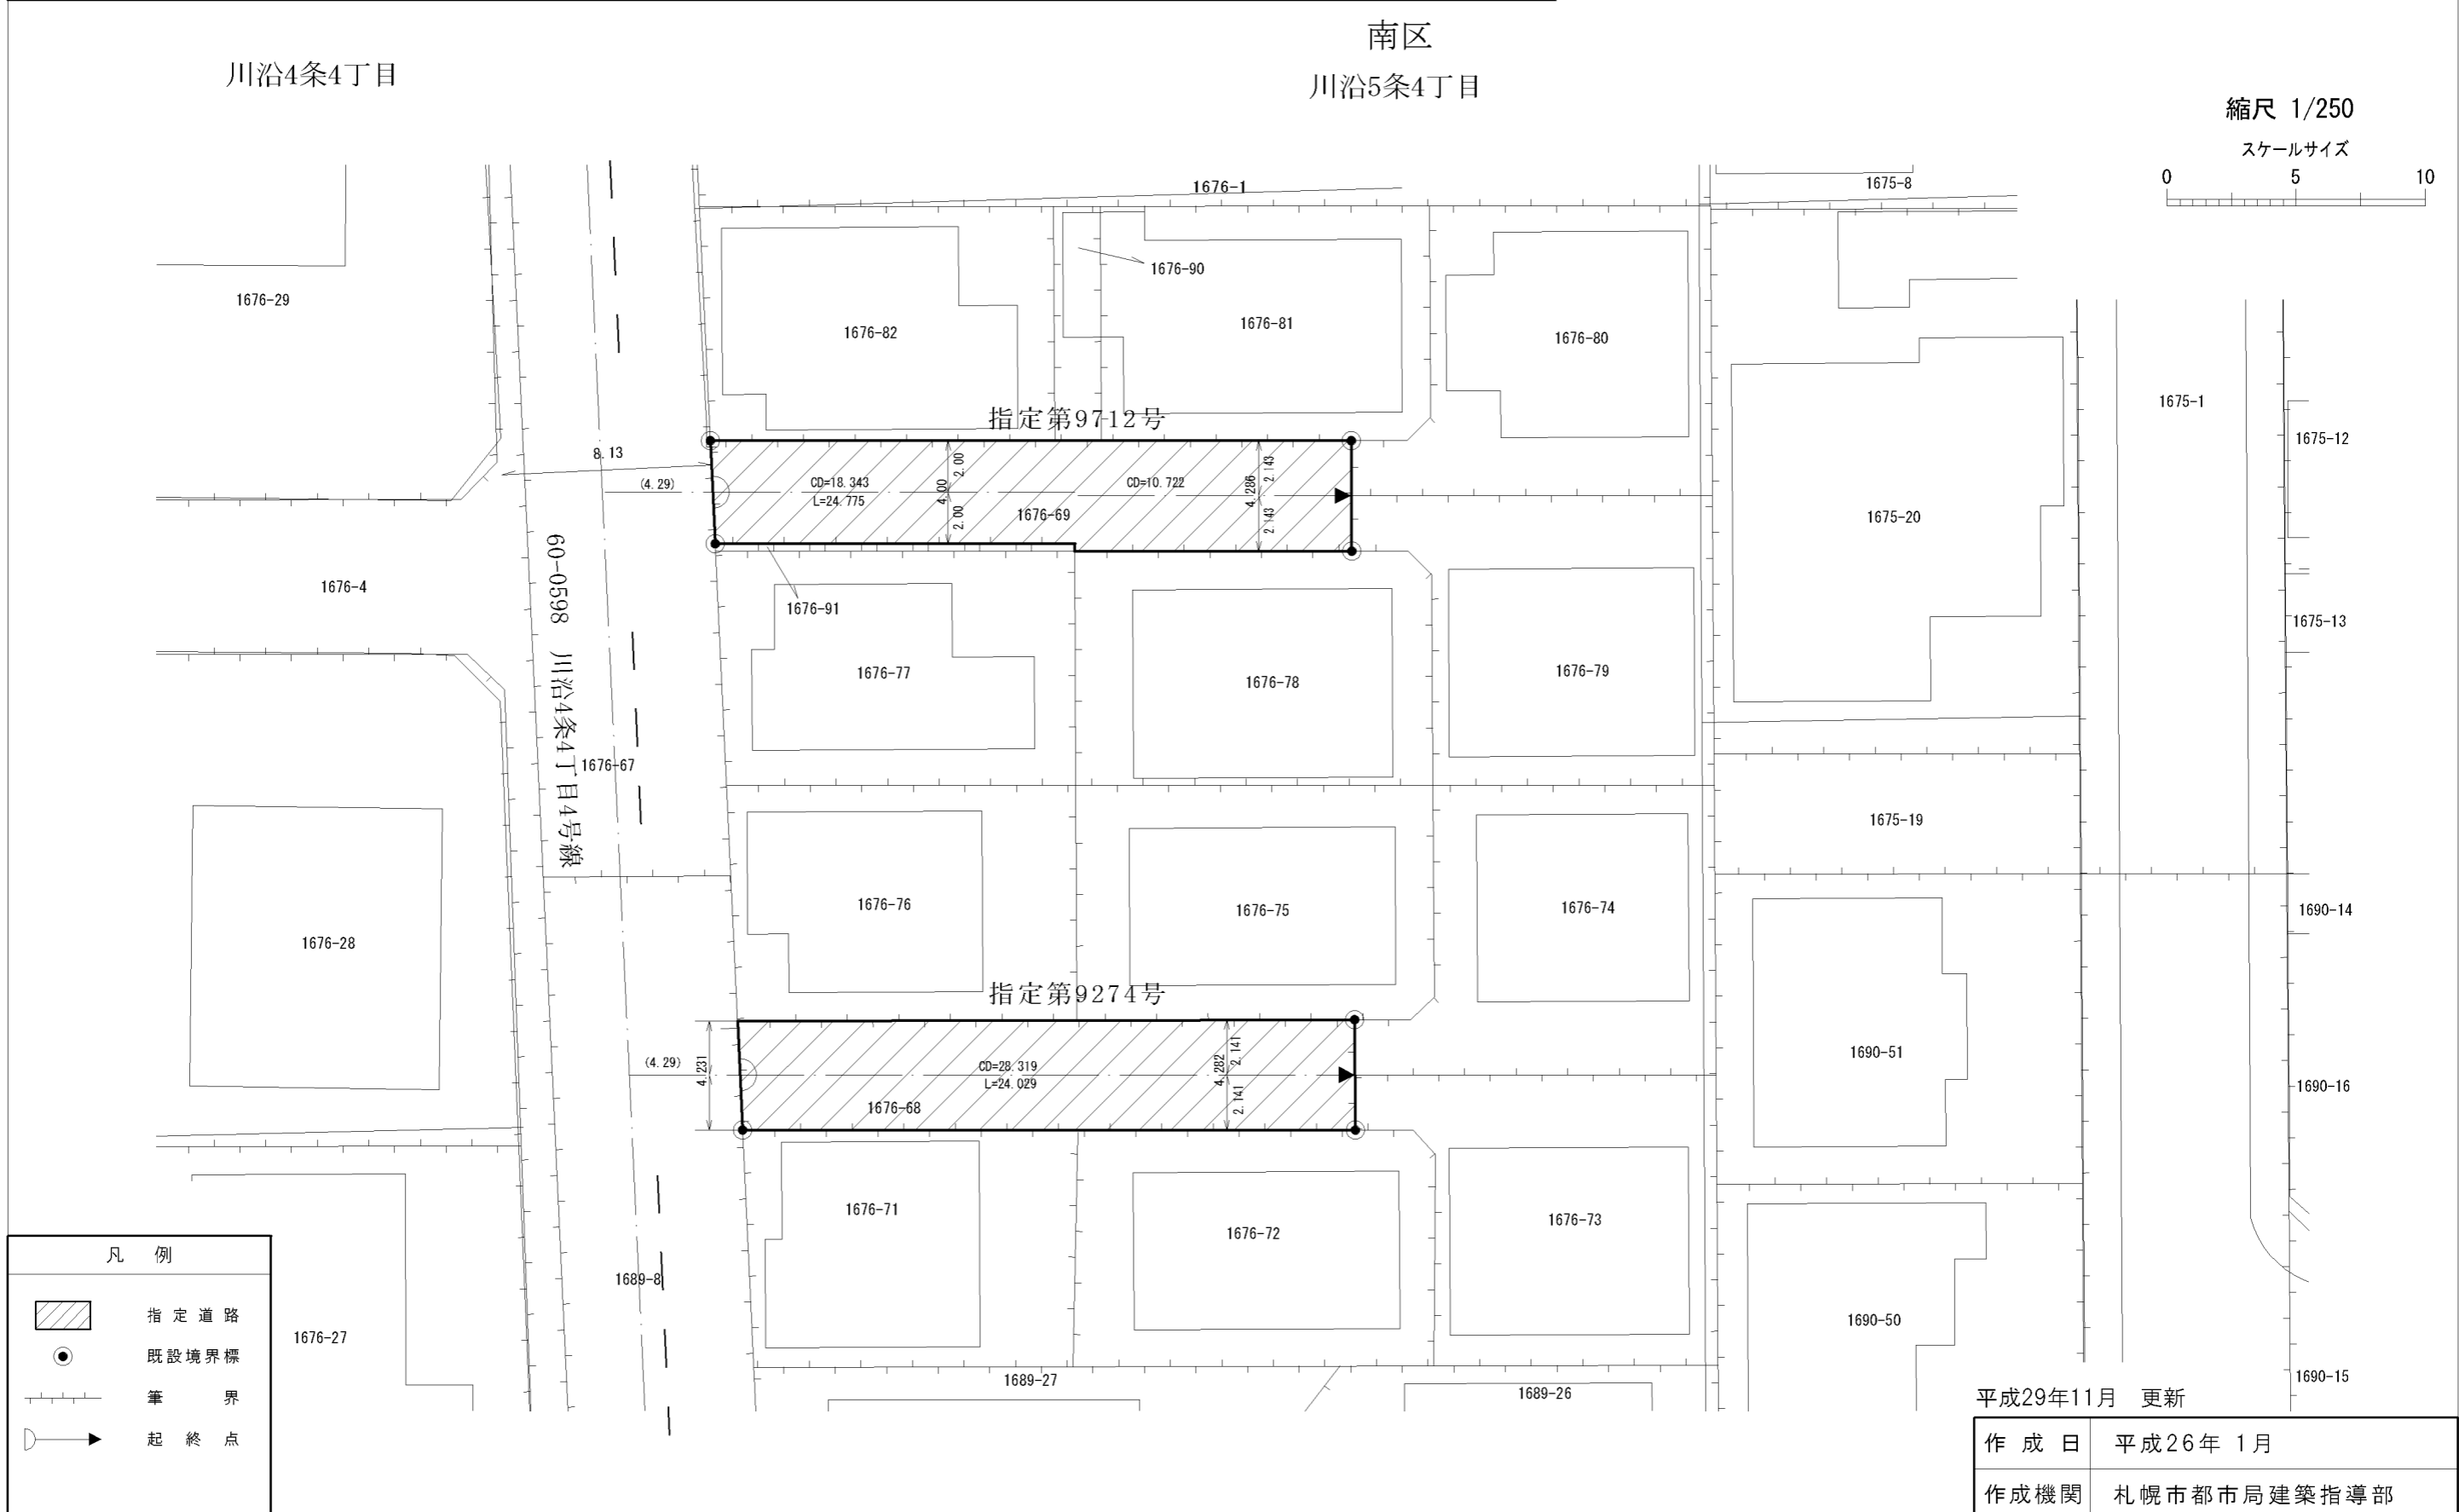 南区
川沿4条4丁目
川沿5条4丁目
縮尺 1/250
スケールサイズ
0 5 10
1676-1
1675-8
1676-90
1676-29
1676-82
1676-81
1676-80
1675-1
1675-12
指定第9712号
8.13
(4.29)
CD=18.343
L=24.775
4.00
2.00
2.00
CD=10.722
4.286
2.143
2.143
1676-69
1675-20
60-0598 川沿4条4丁目4号線
1676-4
1676-91
1675-13
1676-77
1676-78
1676-79
1676-67
1675-19
1676-76
1676-75
1676-74
1690-14
1676-28
指定第9274号
(4.29)
4.231
CD=28.319
L=24.029
4.282
2.141
2.141
1676-68
1690-51
1690-16
1676-71
1676-72
1676-73
1689-8
1676-27
1690-50
1689-27
1689-26
1690-15
凡 例
指定道路
既設境界標
筆 界
起終点
平成29年11月 更新
作成日 平成26年 1月
作成機関 札幌市都市局建築指導部